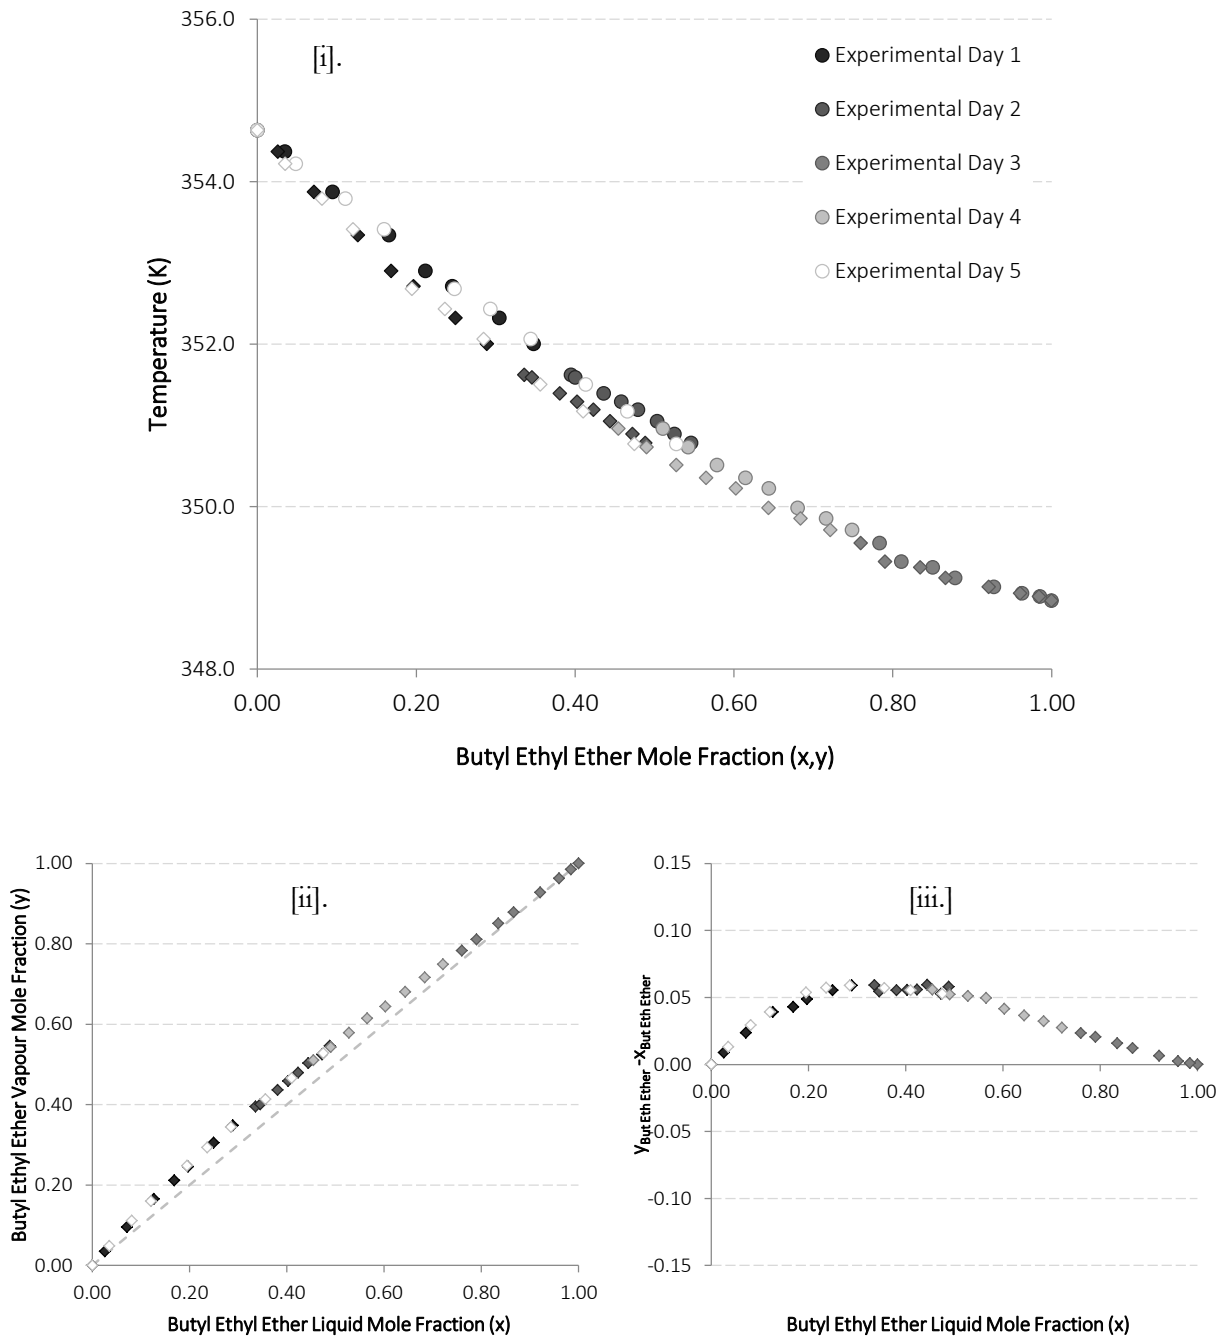 356.0
[i].
Experimental Day 1
Experimental Day 2
Experimental Day 3
Experimental Day 4
Experimental Day 5
354.0
352.0
350.0
348.0
Temperature (K)
0.00 0.20 0.40 0.60 0.80 1.00
Butyl Ethyl Ether Mole Fraction (x,y)
1.00
0.80
0.60
0.40
0.20
0.00
[ii].
Butyl Ethyl Ether Vapour Mole Fraction (y)
0.00 0.20 0.40 0.60 0.80 1.00
Butyl Ethyl Ether Liquid Mole Fraction (x)
0.15
0.10
0.05
0.00
-0.05
-0.10
-0.15
[iii.]
yBut Eth Ether -xBut Eth Ether
0.00 0.20 0.40 0.60 0.80 1.00
Butyl Ethyl Ether Liquid Mole Fraction (x)